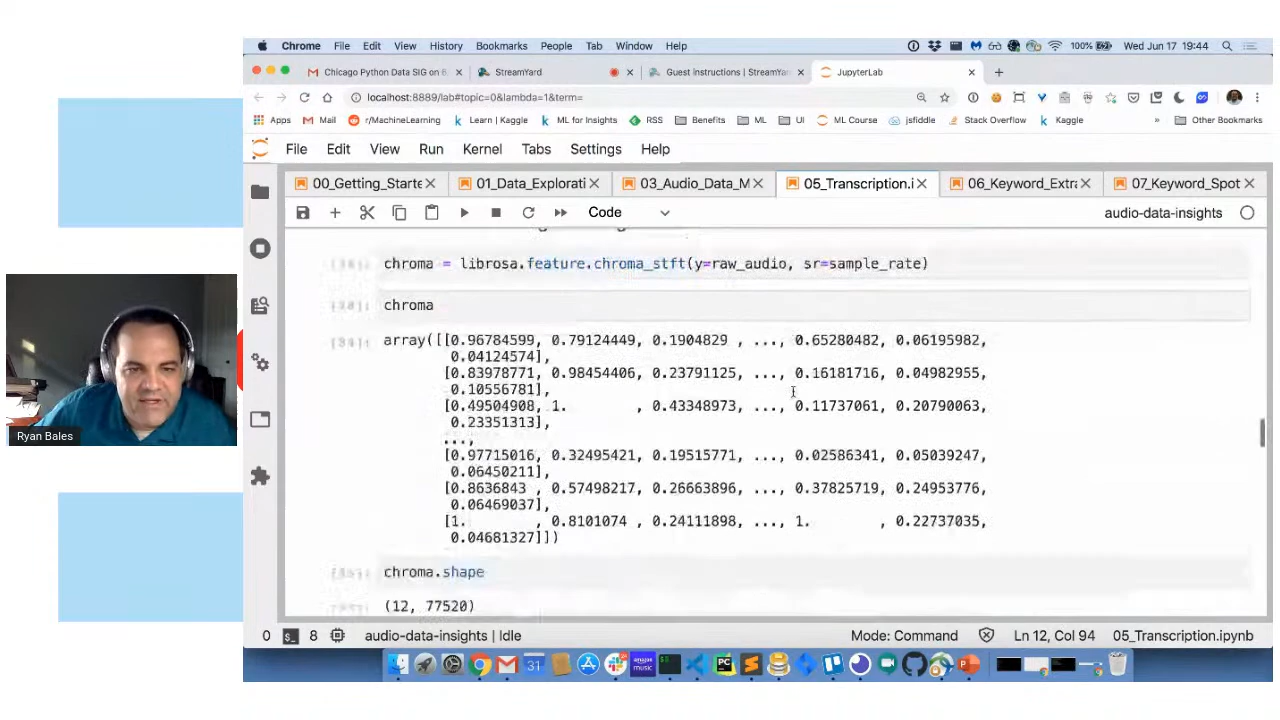 Chrome File Edit View History Bookmarks People Tab Window Help 100% Wed Jun 17 19:44
Chicago Python Data SIG on B StreamYard Guest Instructions | StreamYar JupyterLab
localhost:8889/lab#topic=0&lambda=1&term=
Apps Mail r/MachineLearning Learn | Kaggle ML for Insights RSS Benefits ML UI ML Course jsfiddle Stack Overflow Kaggle » Other Bookmarks
File Edit View Run Kernel Tabs Settings Help
00_Getting_Starte 01_Data_Explorati 03_Audio_Data_M 05_Transcription.i 06_Keyword_Extra 07_Keyword_Spot
Code audio-data-insights
chroma = librosa.feature.chroma_stft(y=raw_audio, sr=sample_rate)
chroma
array([[0.96784599, 0.79124449, 0.1904829 , ..., 0.65280482, 0.06195982,
0.04124574],
[0.83978771, 0.98454406, 0.23791125, ..., 0.16181716, 0.04982955,
0.10556781],
[0.49504908, 1. , 0.43348973, ..., 0.11737061, 0.20790063,
0.23351313],
...,
[0.97715016, 0.32495421, 0.19515771, ..., 0.02586341, 0.05039247,
0.06450211],
[0.8636843 , 0.57498217, 0.26663896, ..., 0.37825719, 0.24953776,
0.06469037],
[1. , 0.8101074 , 0.24111898, ..., 1. , 0.22737035,
0.04681327]])
chroma.shape
(12, 77520)
0 8 audio-data-insights | Idle Mode: Command Ln 12, Col 94 05_Transcription.ipynb
Ryan Bales